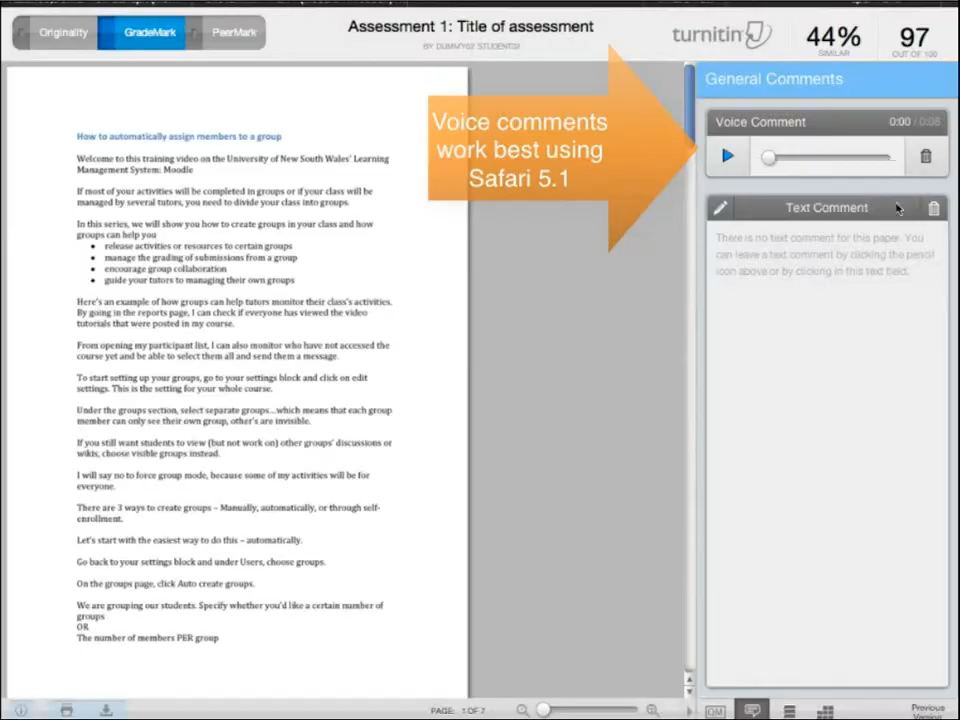 Originality
GradeMark
PeerMark
Assessment 1: Title of assessment
BY DUMMY02 STUDENTSI
turnitin
44%
SIMILAR
97
OUT OF 100
General Comments
Voice comments
work best using
Safari 5.1
Voice Comment
0:00 / 0:08
Text Comment
There is no text comment for this paper. You
can leave a text comment by clicking the pencil
icon above or by clicking in this text field.
How to automatically assign members to a group
Welcome to this training video on the University of New South Wales' Learning
Management System: Moodle
If most of your activities will be completed in groups or if your class will be
managed by several tutors, you need to divide your class into groups.
In this series, we will show you how to create groups in your class and how
groups can help you
• release activities or resources to certain groups
• manage the grading of submissions from a group
• encourage group collaboration
• guide your tutors to managing their own groups
Here's an example of how groups can help tutors monitor their class's activities.
By going in the reports page, I can check if everyone has viewed the video
tutorials that were posted in my course.
From opening my participant list, I can also monitor who have not accessed the
course yet and be able to select them all and send them a message.
To start setting up your groups, go to your settings block and click on edit
settings. This is the setting for your whole course.
Under the groups section, select separate groups...which means that each group
member can only see their own group, other's are invisible.
If you still want students to view (but not work on) other groups' discussions or
wikis, choose visible groups instead.
I will say no to force group mode, because some of my activities will be for
everyone.
There are 3 ways to create groups – Manually, automatically, or through self-
enrollment.
Let's start with the easiest way to do this – automatically.
Go back to your settings block and under Users, choose groups.
On the groups page, click Auto create groups.
We are grouping our students. Specify whether you'd like a certain number of
groups
OR
The number of members PER group
PAGE: 1 OF 7
QM
Previous
Version